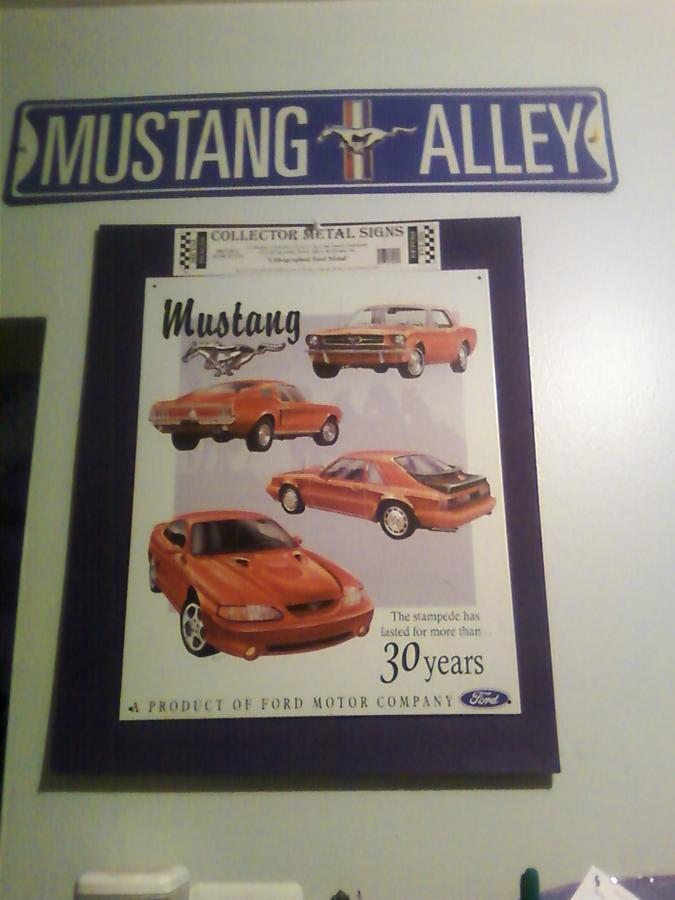 MUSTANG ALLEY
COLLECTOR METAL SIGNS
"Lithographed Steel Metal"
Mustang
The stampede has
lasted for more than...
30 years
A PRODUCT OF FORD MOTOR COMPANY Ford